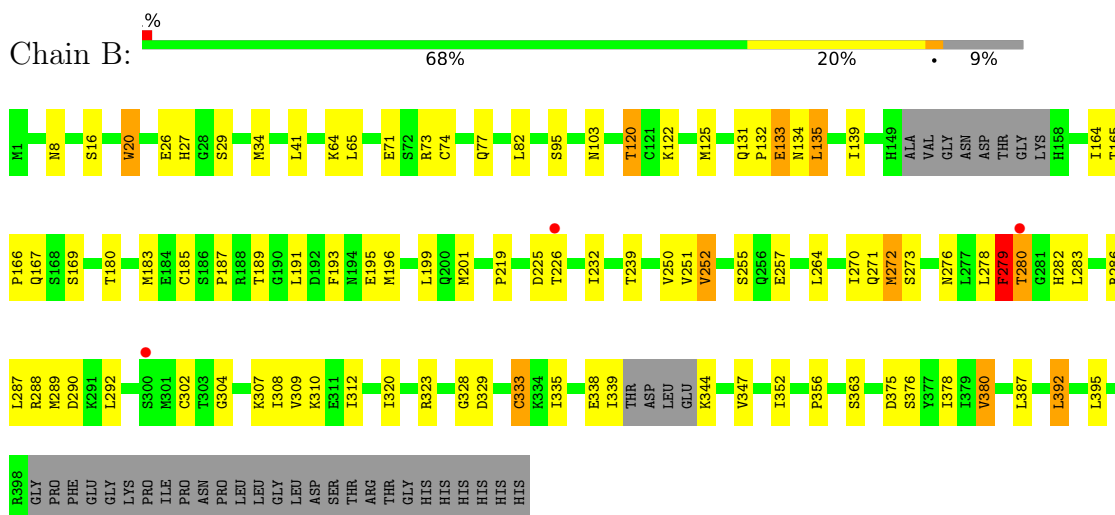 1%
Chain B:
68% 20% • 9%
M1 N8 S16 W20 E26 H27 G28 S29 M34 L41 K64 L65 E71 S72 R73 C74 Q77 L82 S95 N103 T120 C121 K122 M125 Q131 P132 E133 N134 L135 I139 H149 ALA VAL GLY ASN ASP THR GLY LYS H158 I164 T165
P166 Q167 S168 S169 T180 M183 E184 C185 S186 P187 R188 T189 G190 L191 D192 F193 N194 E195 M196 L199 Q200 M201 P219 D225 T226 I232 T239 V250 V251 V252 S255 Q256 E257 L264 I270 Q271 M272 S273 N276 L277 L278 F279 T280 G281 H282 L283 R286
L287 R288 M289 D290 K291 L292 S300 M301 C302 T303 G304 K307 I308 V309 K310 E311 I312 I320 R323 G328 D329 C333 K334 I335 E338 I339 THR ASP LEU GLU K344 V347 I352 P356 S363 D375 S376 Y377 I378 I379 V380 L387 L392 L395
R398 GLY PRO PHE GLU GLY LYS PRO ILE PRO ASN PRO LEU LEU GLY LEU ASP SER THR ARG THR GLY HIS HIS HIS HIS HIS HIS